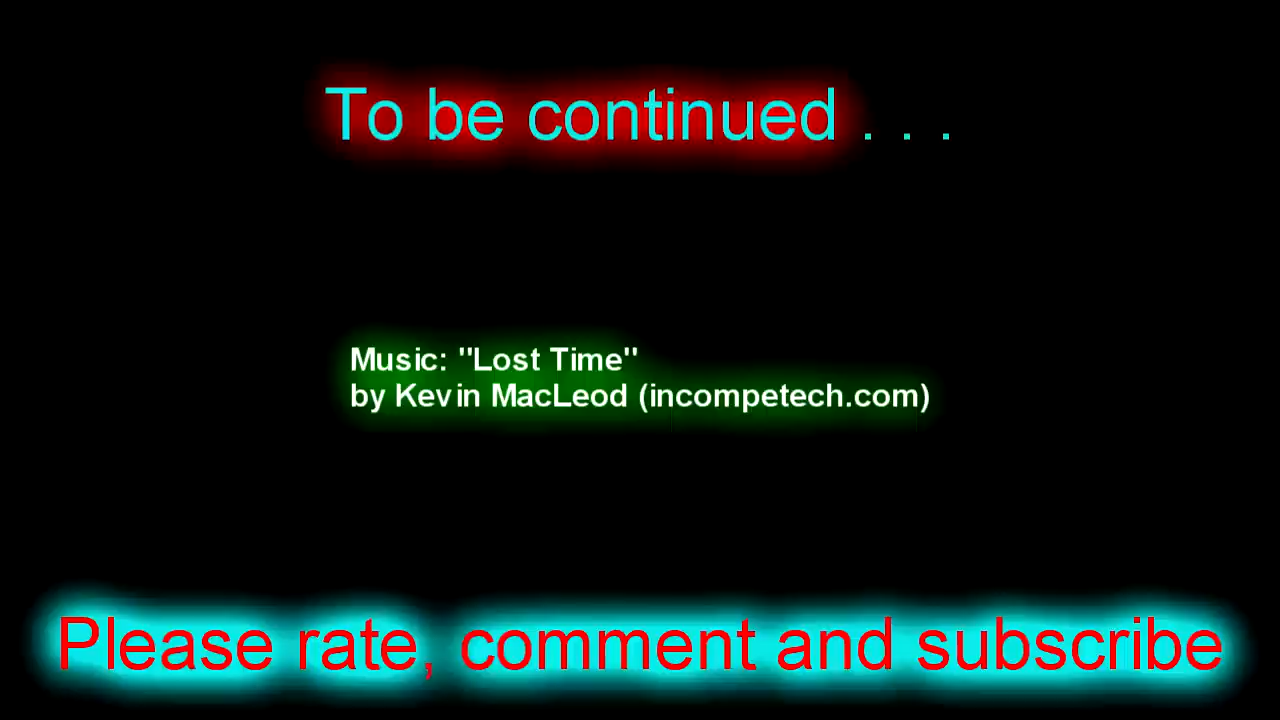 To be continued . . .
Music: "Lost Time"
by Kevin MacLeod (incompetech.com)
Please rate, comment and subscribe